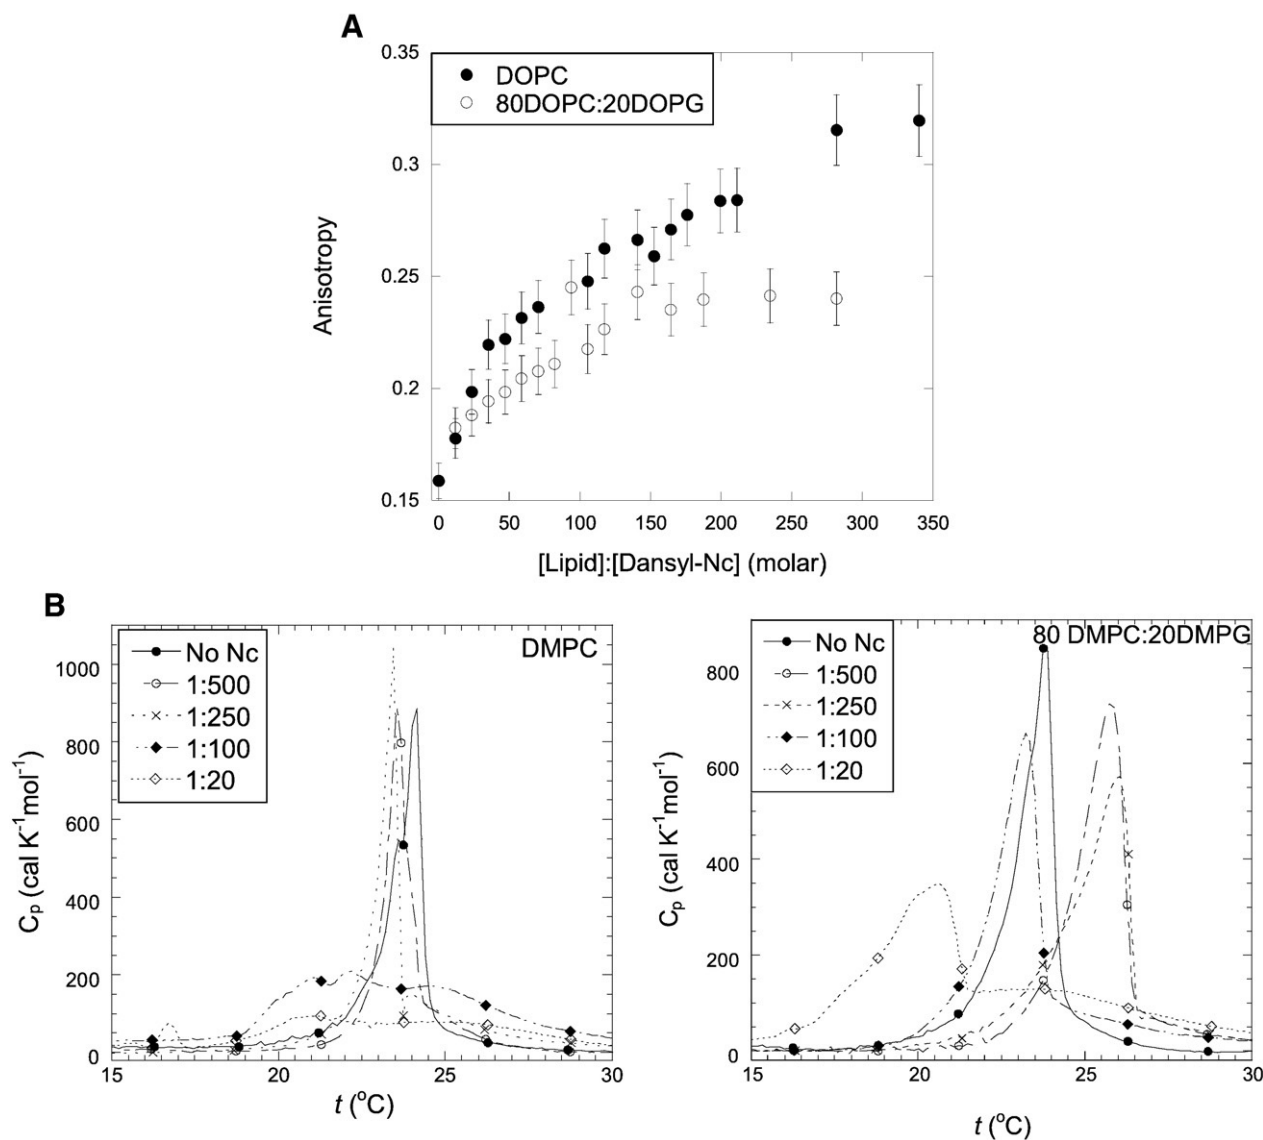 A
0.35
DOPC
80DOPC:20DOPG
0.3
Anisotropy
0.25
0.2
0.15
0 50 100 150 200 250 300 350
[Lipid]:[Dansyl-Nc] (molar)
B
DMPC
No Nc
1:500
1:250
1:100
1:20
1000
800
600
400
200
0
Cp (cal K-1mol-1)
15 20 25 30
t (oC)
80 DMPC:20DMPG
No Nc
1:500
1:250
1:100
1:20
800
600
400
200
0
Cp (cal K-1mol-1)
15 20 25 30
t (oC)